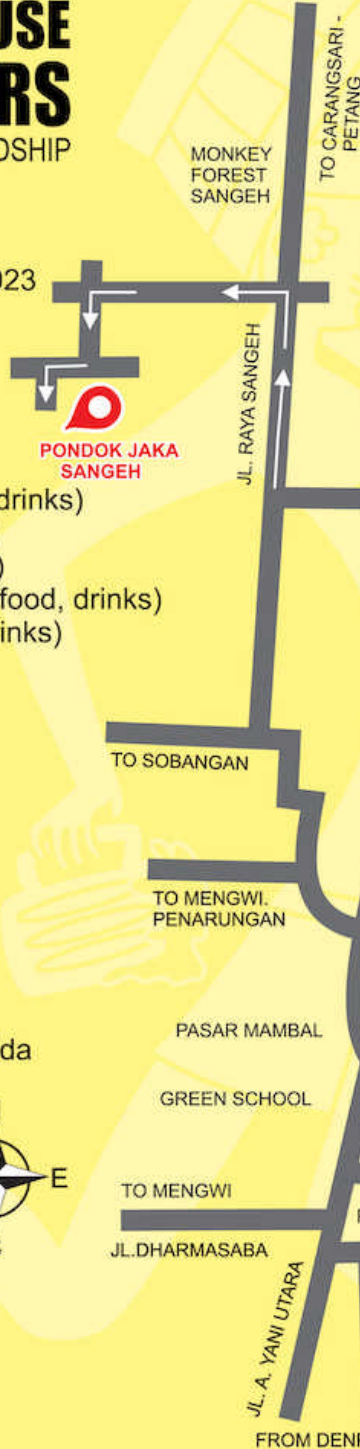 USE
RS
DSHIP
TO CARANGSARI -
PETANG
MONKEY
FOREST
SANGEH
023
JL. RAYA SANGEH
PONDOK JAKA
SANGEH
drinks)
)
food, drinks)
inks)
TO SOBANGAN
TO MENGWI.
PENARUNGAN
PASAR MAMBAL
da
GREEN SCHOOL
E
TO MENGWI
JL.DHARMASABA
JL. A. YANI UTARA
FROM DEN